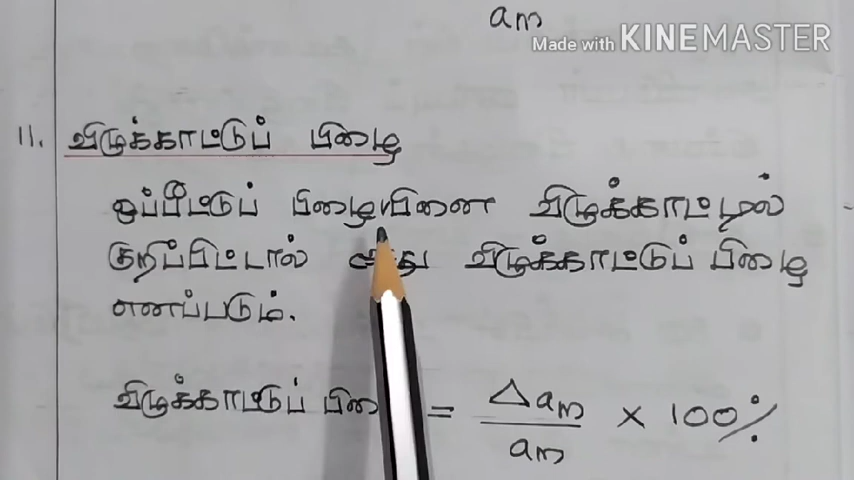 am
Made with KINEMASTER
11. விழுக்காட்டுப் பிழை
ஒப்பீட்டுப் பிழையினை விழுக்காட்டில்
குறிப்பிட்டால் அது விழுக்காட்டுப் பிழை
எனப்படும்.
விழுக்காட்டுப் = Δam / am × 100%